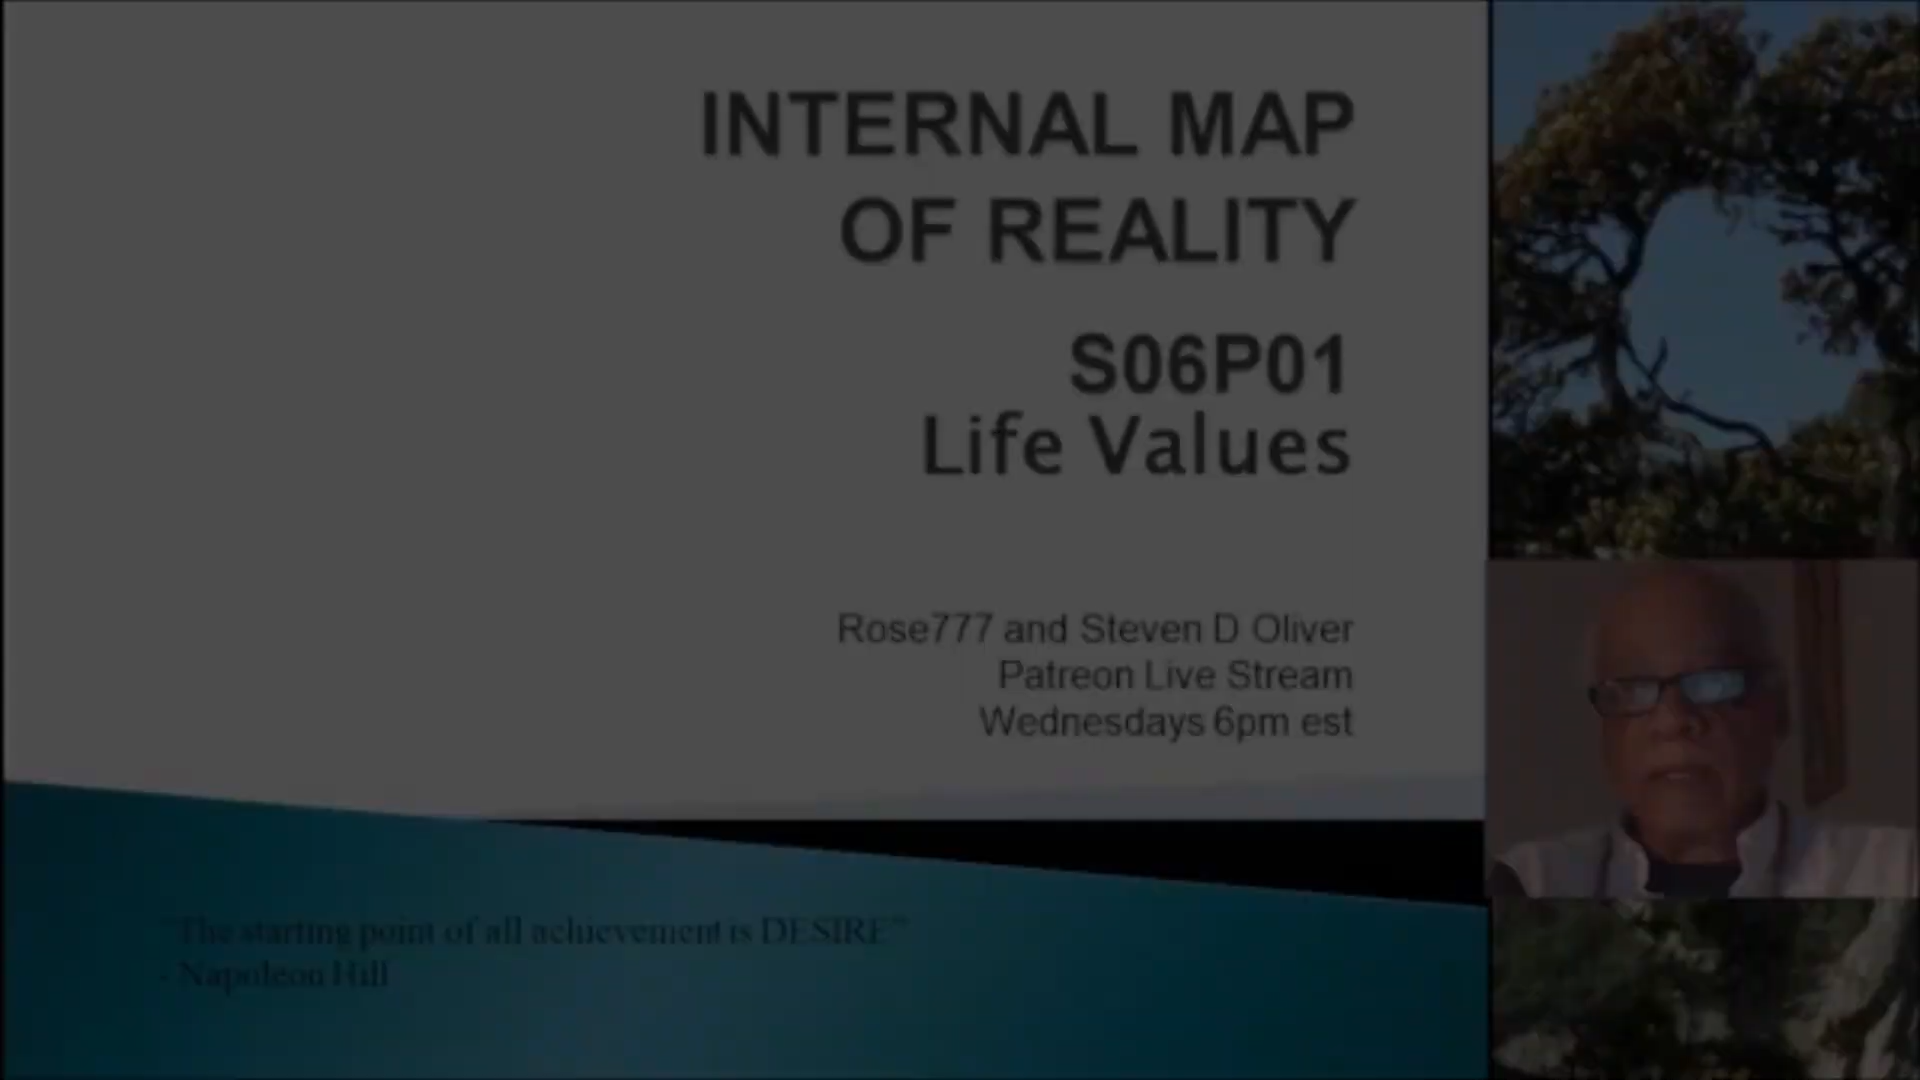 INTERNAL MAP
OF REALITY
S06P01
Life Values
Rose777 and Steven D Oliver
Patreon Live Stream
Wednesdays 6pm est
"The starting point of all achievement is DESIRE"
- Napoleon Hill